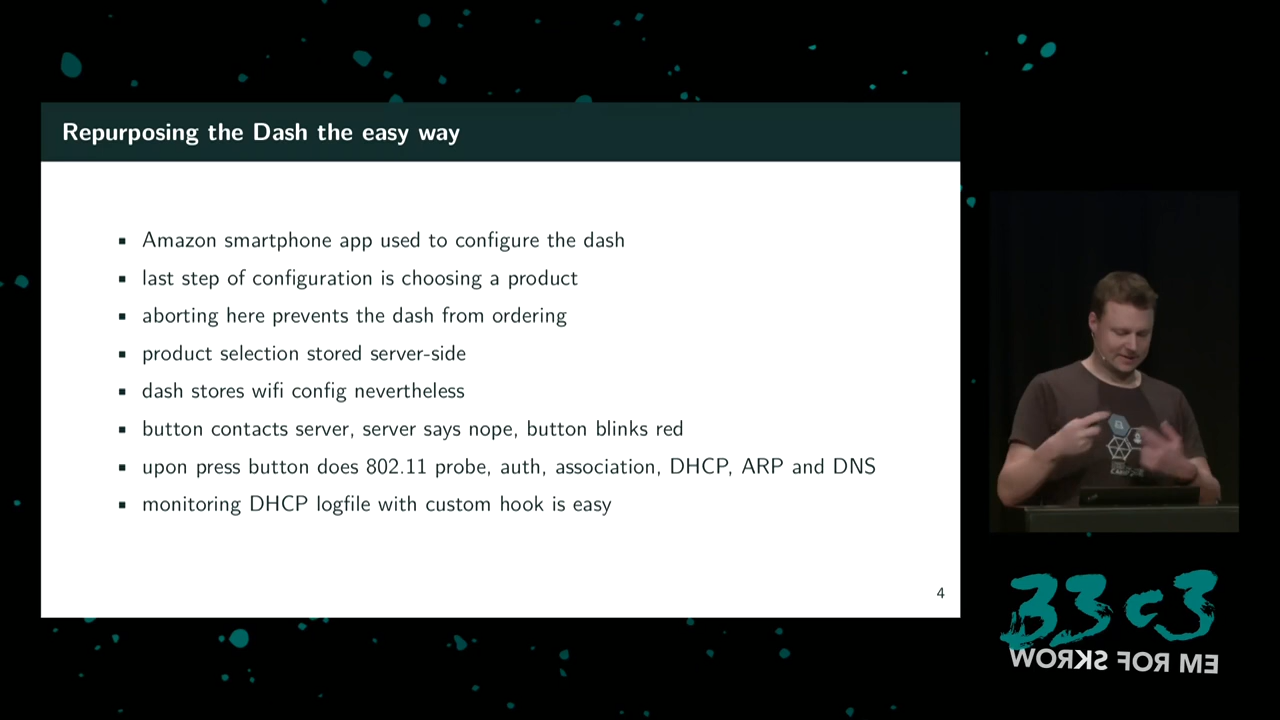 Repurposing the Dash the easy way
▪ Amazon smartphone app used to configure the dash
▪ last step of configuration is choosing a product
▪ aborting here prevents the dash from ordering
▪ product selection stored server-side
▪ dash stores wifi config nevertheless
▪ button contacts server, server says nope, button blinks red
▪ upon press button does 802.11 probe, auth, association, DHCP, ARP and DNS
▪ monitoring DHCP logfile with custom hook is easy
4
33c3
WORKS FOR ME